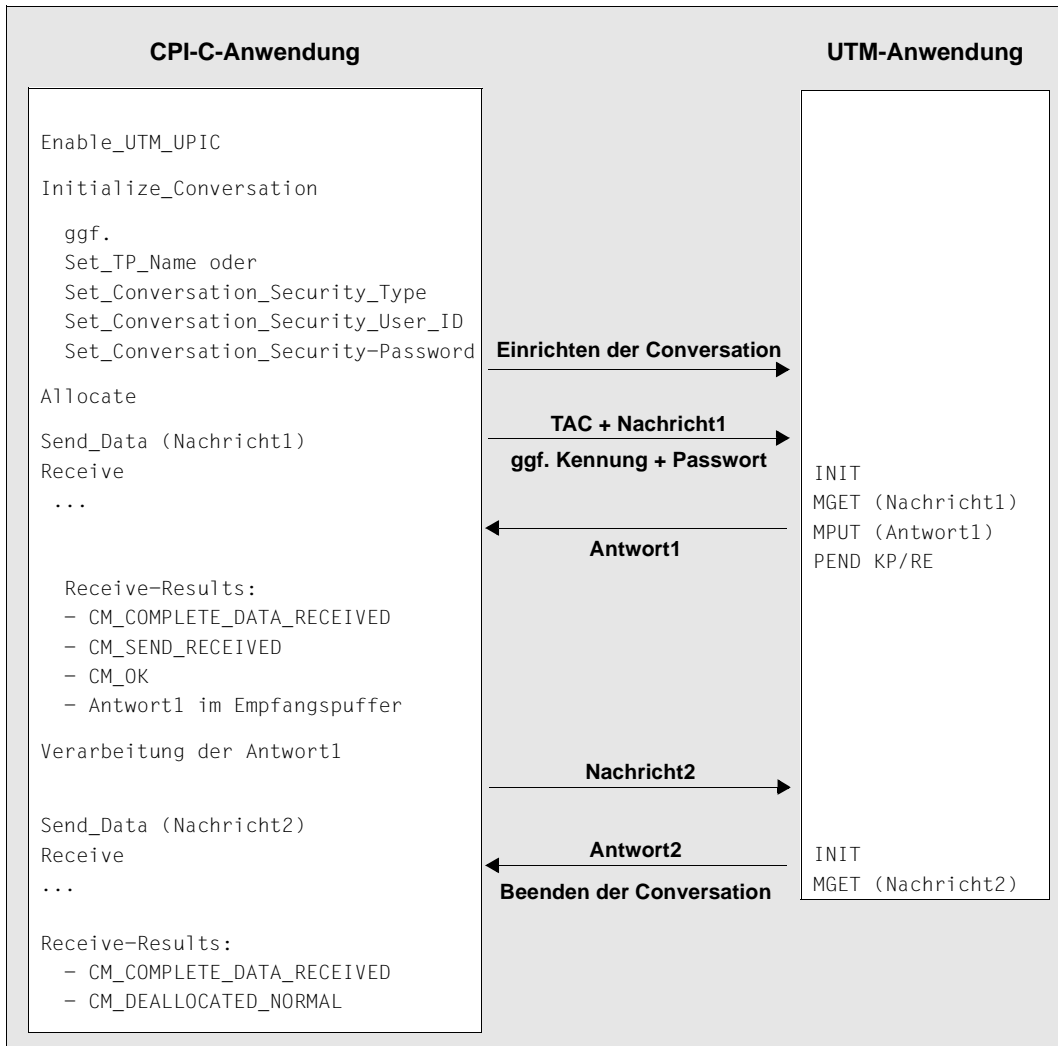 CPI-C-Anwendung
UTM-Anwendung
Enable_UTM_UPIC
Initialize_Conversation
ggf.
Set_TP_Name oder
Set_Conversation_Security_Type
Set_Conversation_Security_User_ID
Set_Conversation_Security-Password
Einrichten der Conversation
Allocate
TAC + Nachricht1
Send_Data (Nachricht1)
ggf. Kennung + Passwort
Receive
...
INIT
MGET (Nachricht1)
MPUT (Antwort1)
PEND KP/RE
Antwort1
Receive-Results:
- CM_COMPLETE_DATA_RECEIVED
- CM_SEND_RECEIVED
- CM_OK
- Antwort1 im Empfangspuffer
Verarbeitung der Antwort1
Nachricht2
Send_Data (Nachricht2)
Receive
...
Antwort2
Beenden der Conversation
INIT
MGET (Nachricht2)
Receive-Results:
- CM_COMPLETE_DATA_RECEIVED
- CM_DEALLOCATED_NORMAL